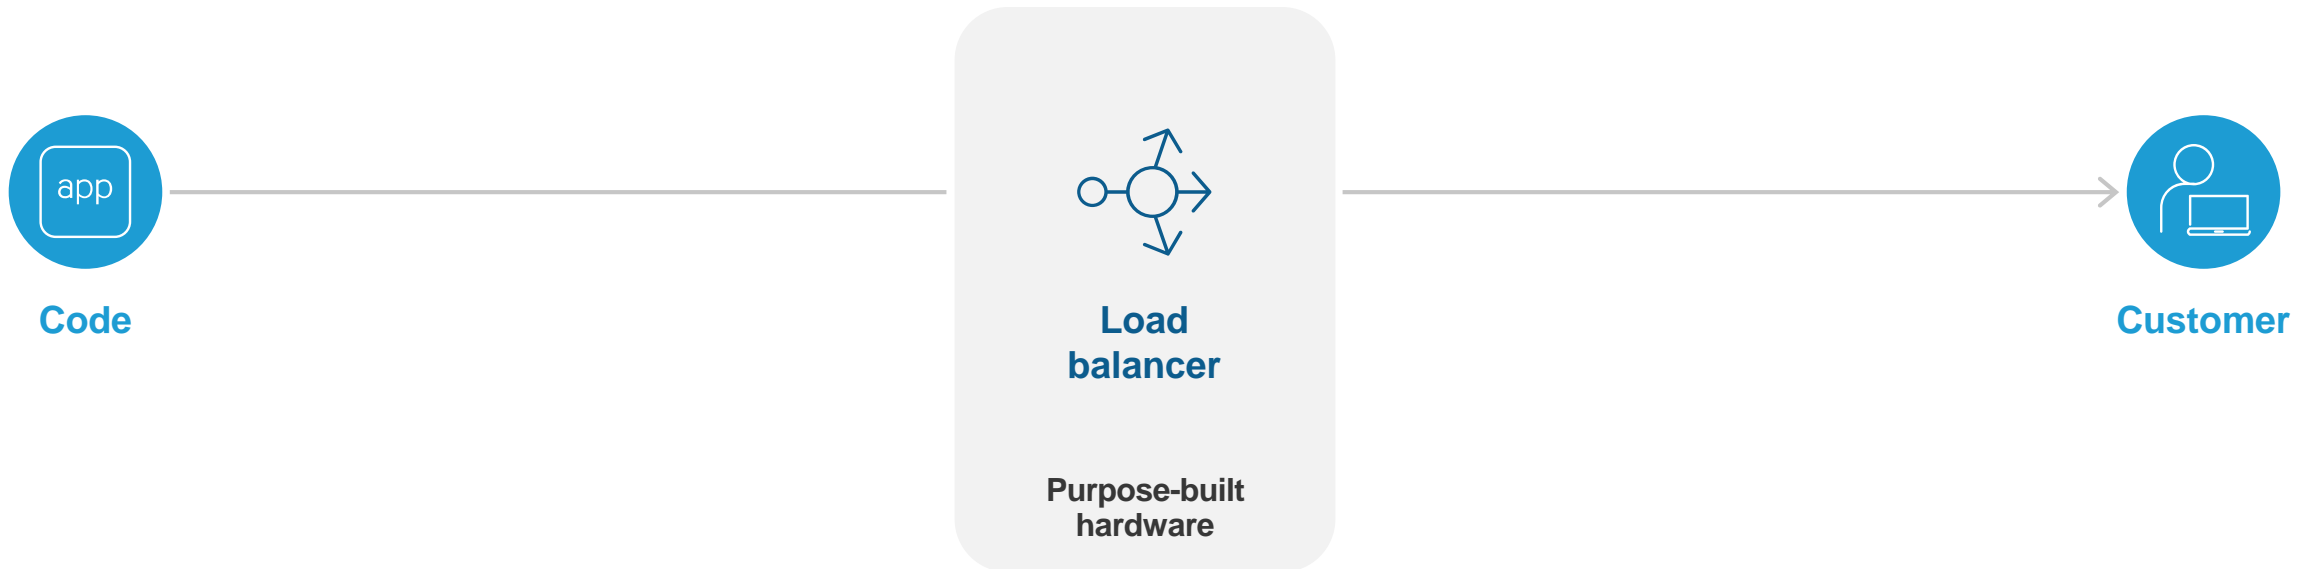 app
Code
Load
balancer
Purpose-built
hardware
Customer